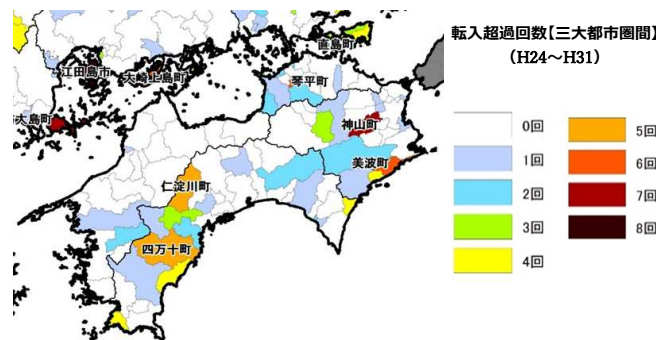 転入超過回数【三大都市圏間】
（H24～H31）
直島町
江田島市
大崎上島町
琴平町
大島町
神山町
美波町
仁淀川町
四万十町
0回
1回
2回
3回
4回
5回
6回
7回
8回